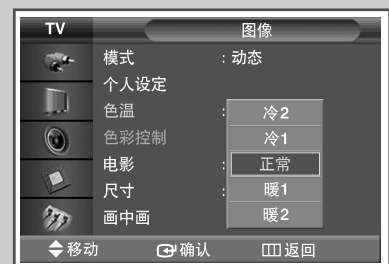 TV 图像
模式 : 动态
个人设定
色温 : 冷2
冷1
色彩控制
电影 : 正常
尺寸 : 暖1
暖2
画中画
移动 确认 返回